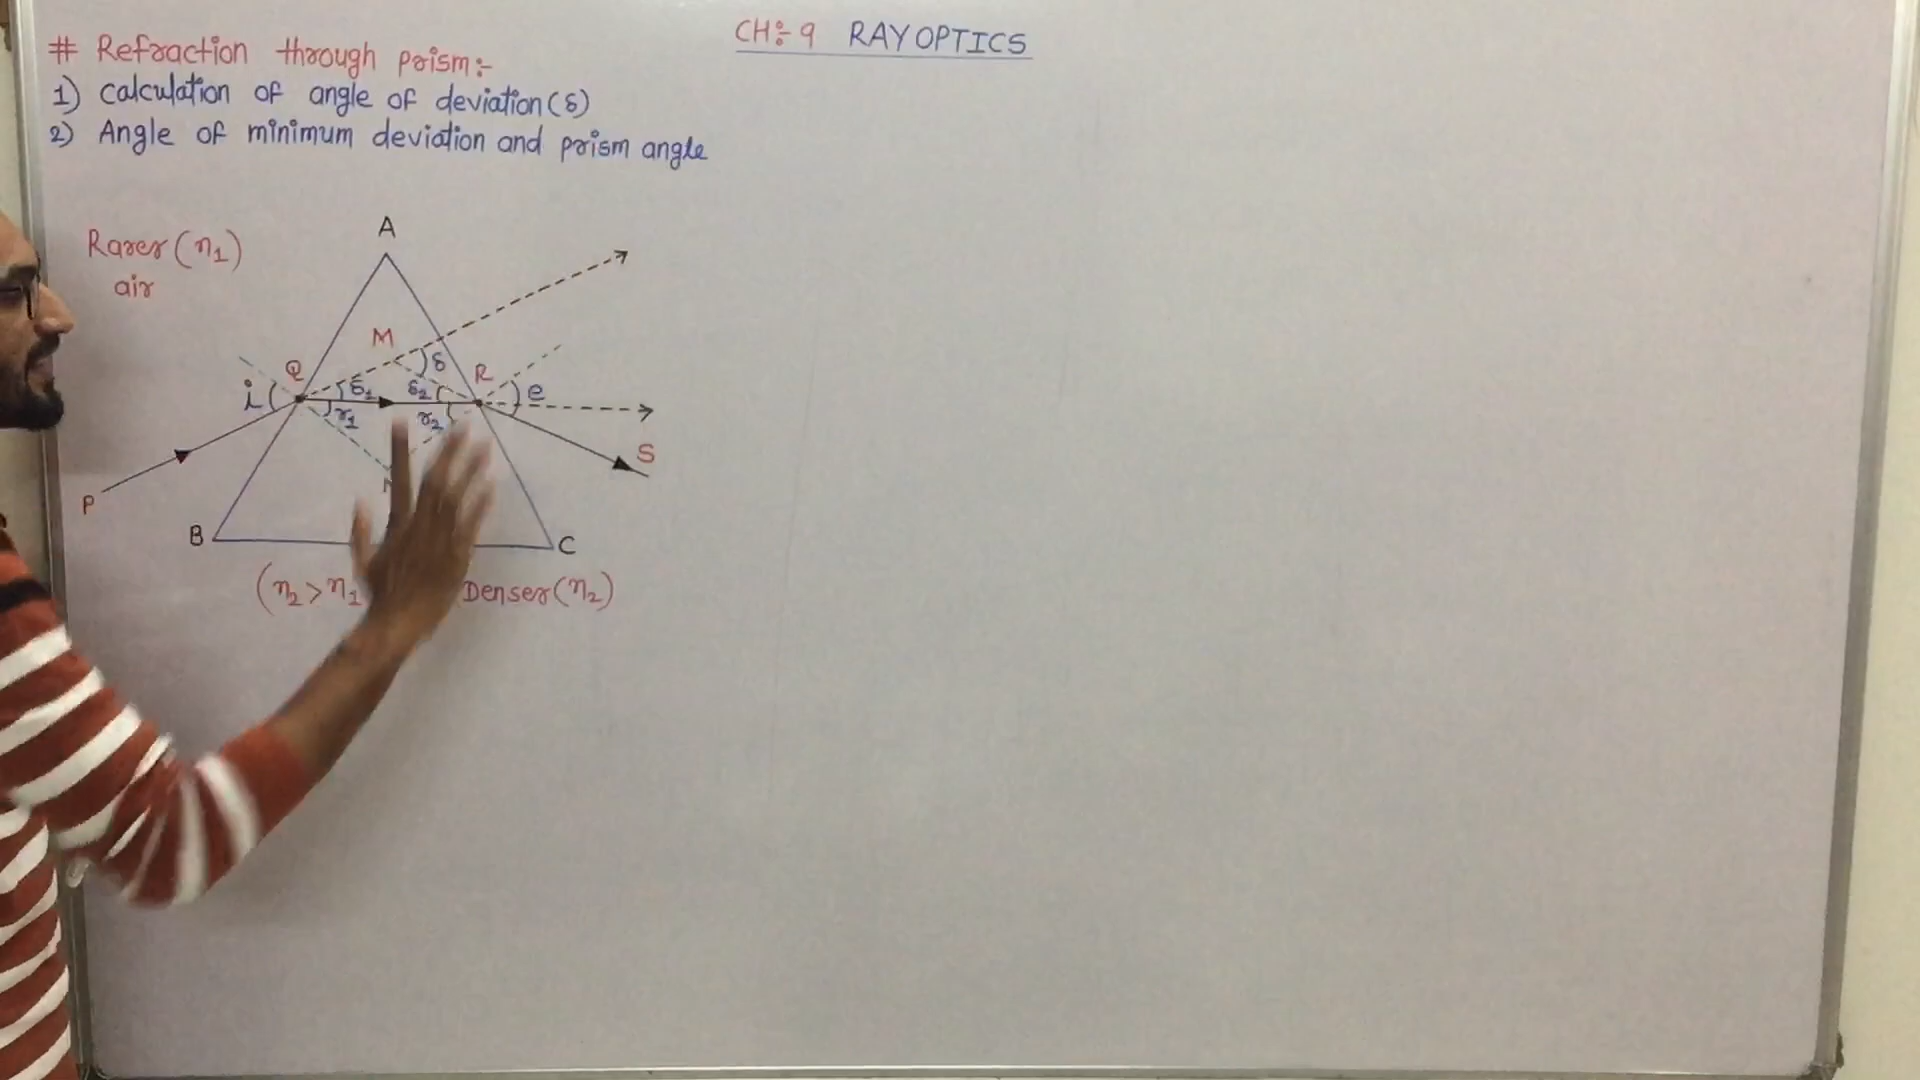 CH:- 9 RAY OPTICS
# Refraction through prism:-
1) Calculation of angle of deviation (δ)
2) Angle of minimum deviation and prism angle
A
Rarer (n1)
air
M
Q
δ
R
i
δ1
δ2
e
r1
r2
S
P
B
C
(n2>n1
Denser (n2)